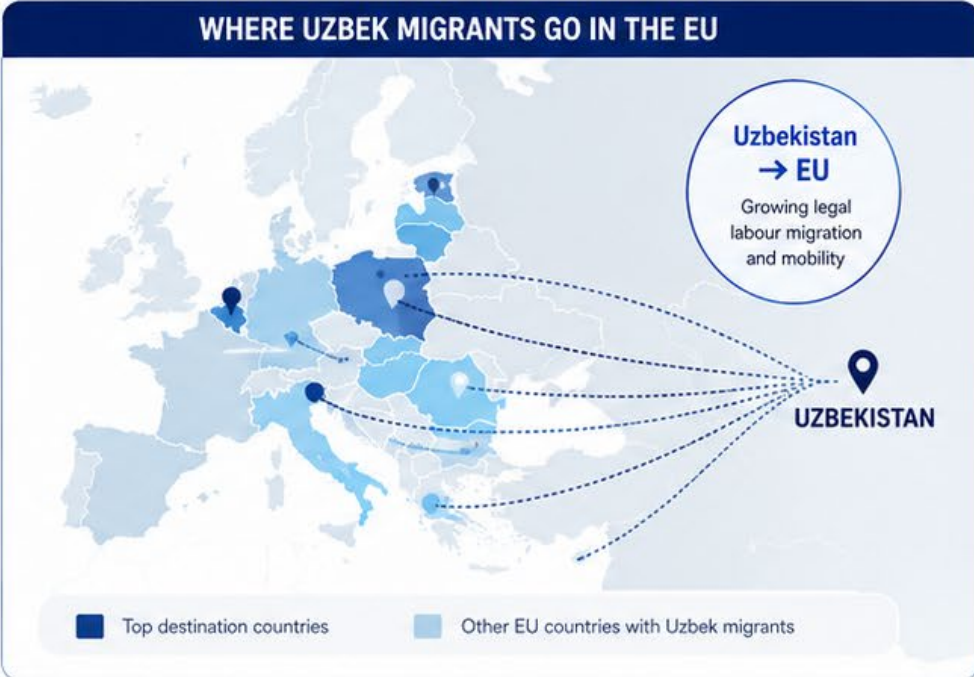 WHERE UZBEK MIGRANTS GO IN THE EU
Uzbekistan
→ EU
Growing legal
labour migration
and mobility
UZBEKISTAN
Top destination countries
Other EU countries with Uzbek migrants